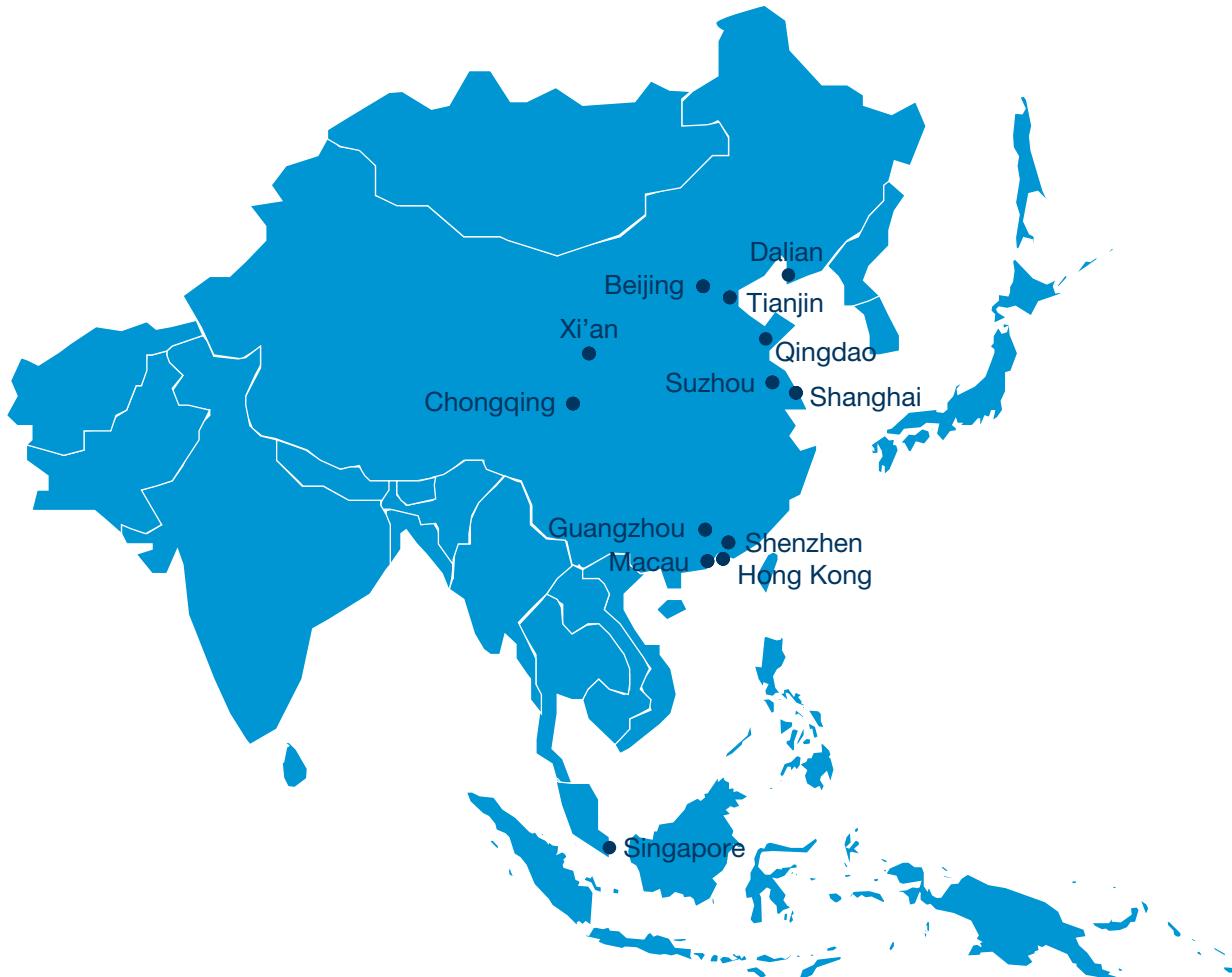 Dalian
Beijing
Tianjin
Xi’an
Qingdao
Suzhou
Shanghai
Chongqing
Guangzhou
Shenzhen
Macau
Hong Kong
Singapore